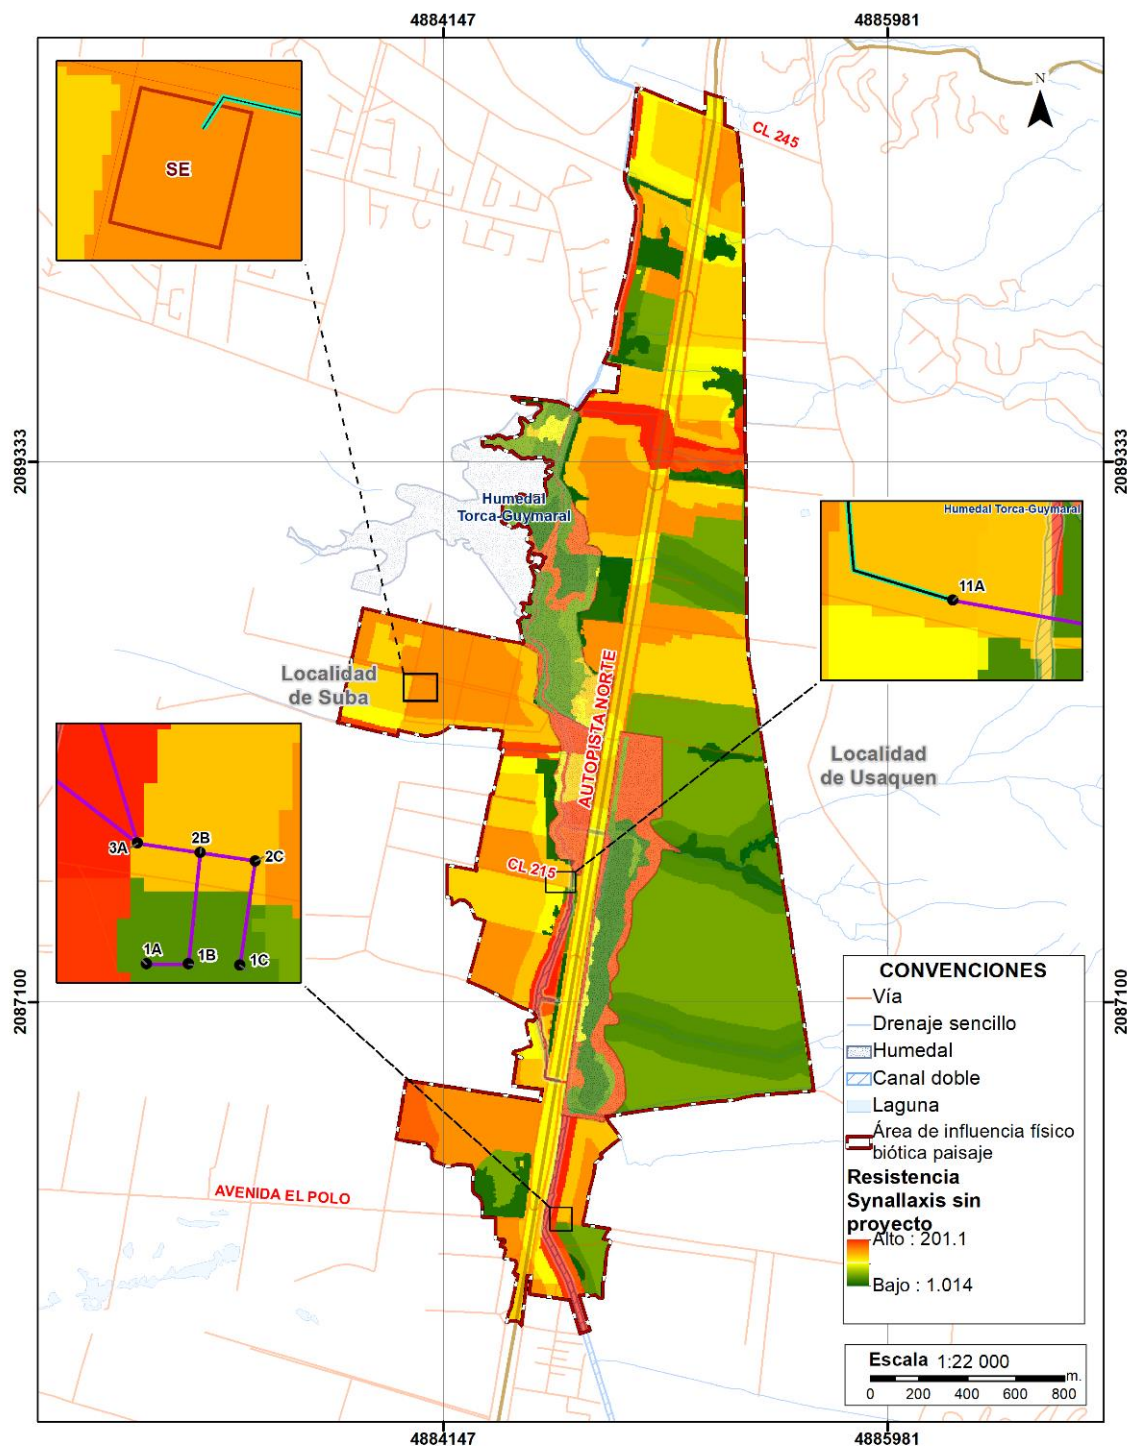 4884147
4885981
N
CL 245
SE
2089333
2089333
Humedal
Torca-Guymaral
Humedal Torca-Guymaral
11A
Localidad
de Suba
AUTOPISTA NORTE
Localidad
de Usaquen
3A
2B
2C
1A
1B
1C
CL 215
2087100
2087100
AVENIDA EL POLO
CONVENCIONES
Vía
Drenaje sencillo
Humedal
Canal doble
Laguna
Área de influencia físico
biótica paisaje
Resistencia
Synallaxis sin
proyecto
Alto : 201.1
Bajo : 1.014
Escala 1:22 000
m.
0 200 400 600 800
4884147
4885981